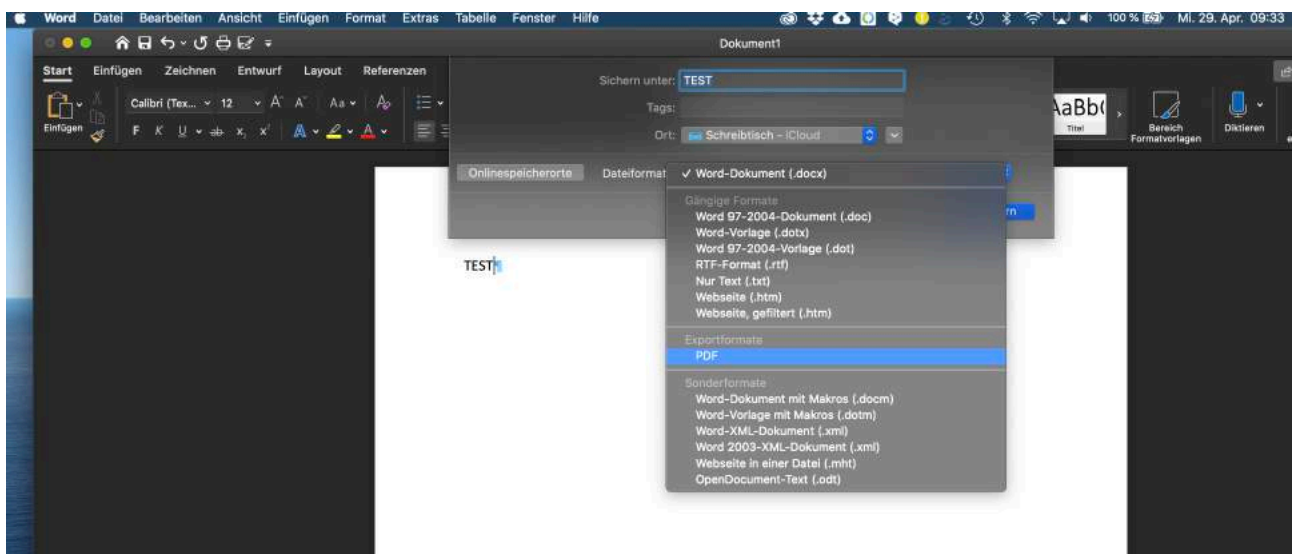 Word Datei Bearbeiten Ansicht Einfügen Format Extras Tabelle Fenster Hilfe 100 % Mi. 29. Apr. 09:33
Dokument1
Start Einfügen Zeichnen Entwurf Layout Referenzen
Sichern unter: TEST
Tags:
Ort: Schreibtisch – iCloud
Einfügen
Calibri (Tex... 12 A A Aa A
F K U ab x, x' A A
AaBb(
Titel
Bereich
Formatvorlagen
Diktieren
Onlinespeicherorte Dateiformat ✓ Word-Dokument (.docx)
Gängige Formate
Word 97-2004-Dokument (.doc)
Word-Vorlage (.dotx)
Word 97-2004-Vorlage (.dot)
RTF-Format (.rtf)
Nur Text (.txt)
Webseite (.htm)
Webseite, gefiltert (.htm)
Exportformate
PDF
Sonderformate
Word-Dokument mit Makros (.docm)
Word-Vorlage mit Makros (.dotm)
Word-XML-Dokument (.xml)
Word 2003-XML-Dokument (.xml)
Webseite in einer Datei (.mht)
OpenDocument-Text (.odt)
rn
TEST¶